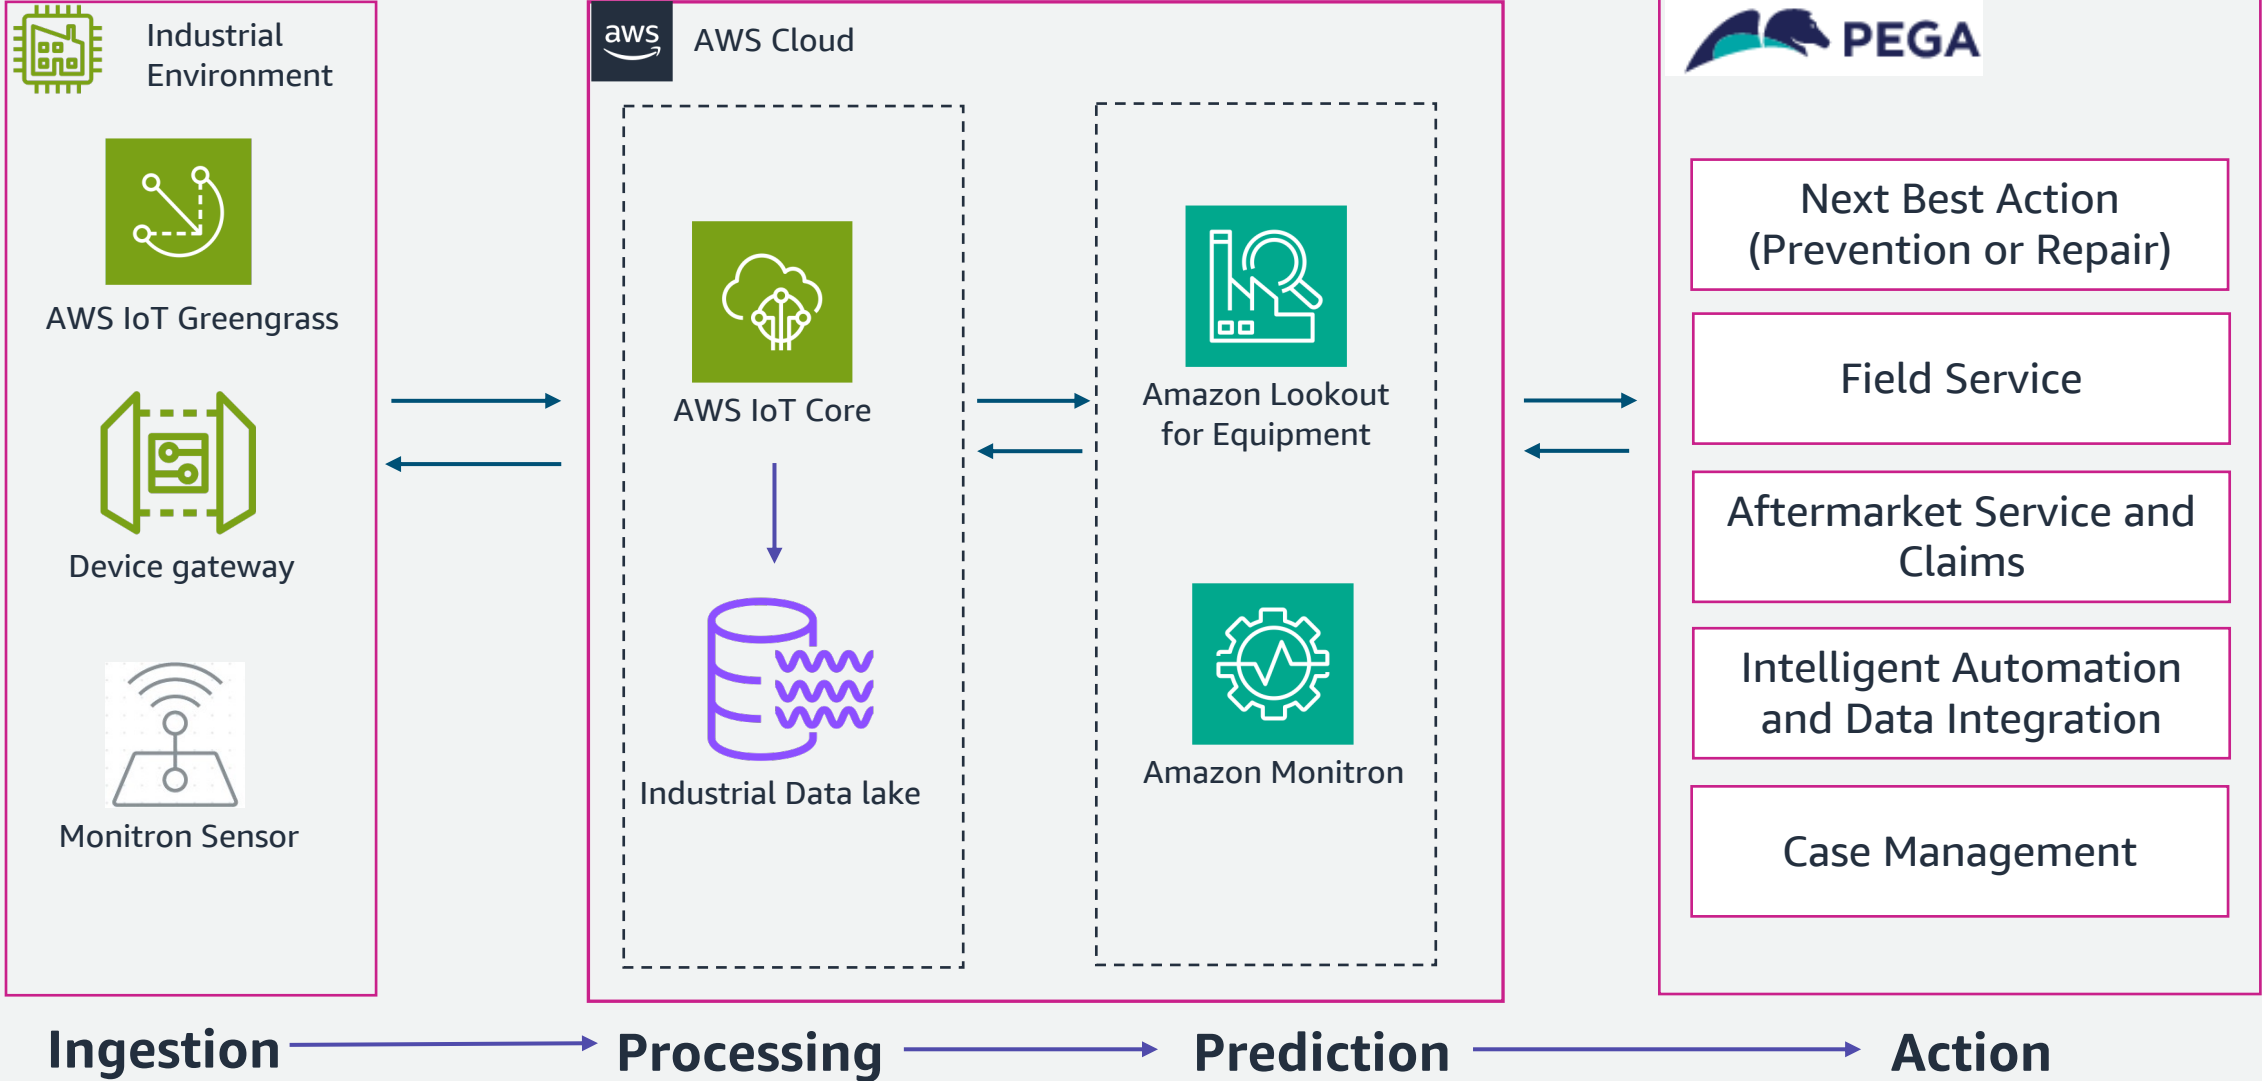 Industrial
Environment
AWS IoT Greengrass
Device gateway
Monitron Sensor
aws
AWS Cloud
AWS IoT Core
Industrial Data lake
Amazon Lookout
for Equipment
Amazon Monitron
PEGA
Next Best Action
(Prevention or Repair)
Field Service
Aftermarket Service and
Claims
Intelligent Automation
and Data Integration
Case Management
Ingestion
Processing
Prediction
Action